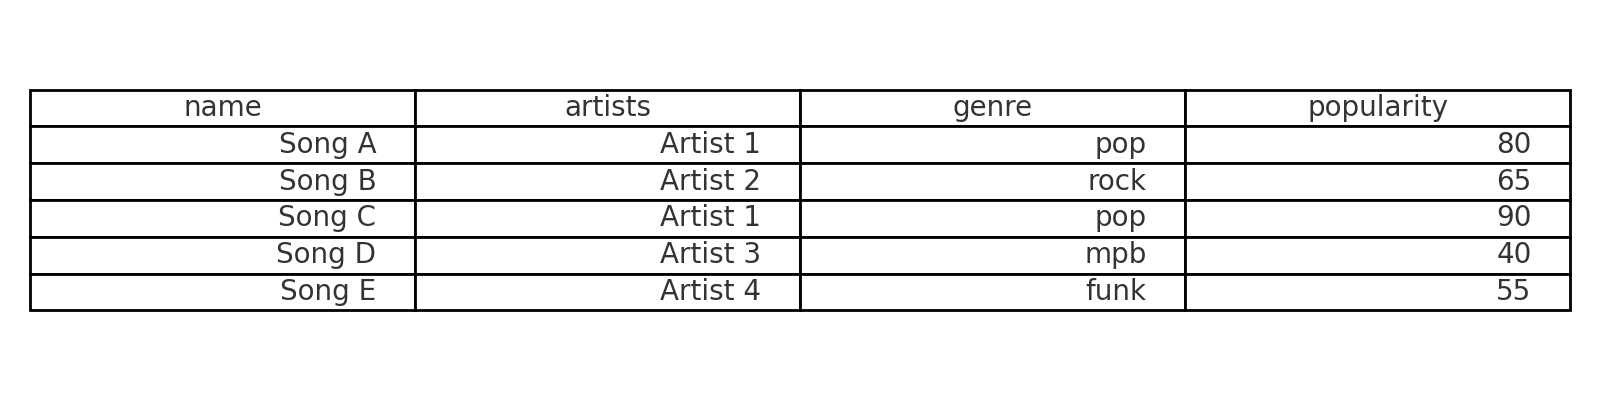 name artists genre popularity
Song A Artist 1 pop 80
Song B Artist 2 rock 65
Song C Artist 1 pop 90
Song D Artist 3 mpb 40
Song E Artist 4 funk 55